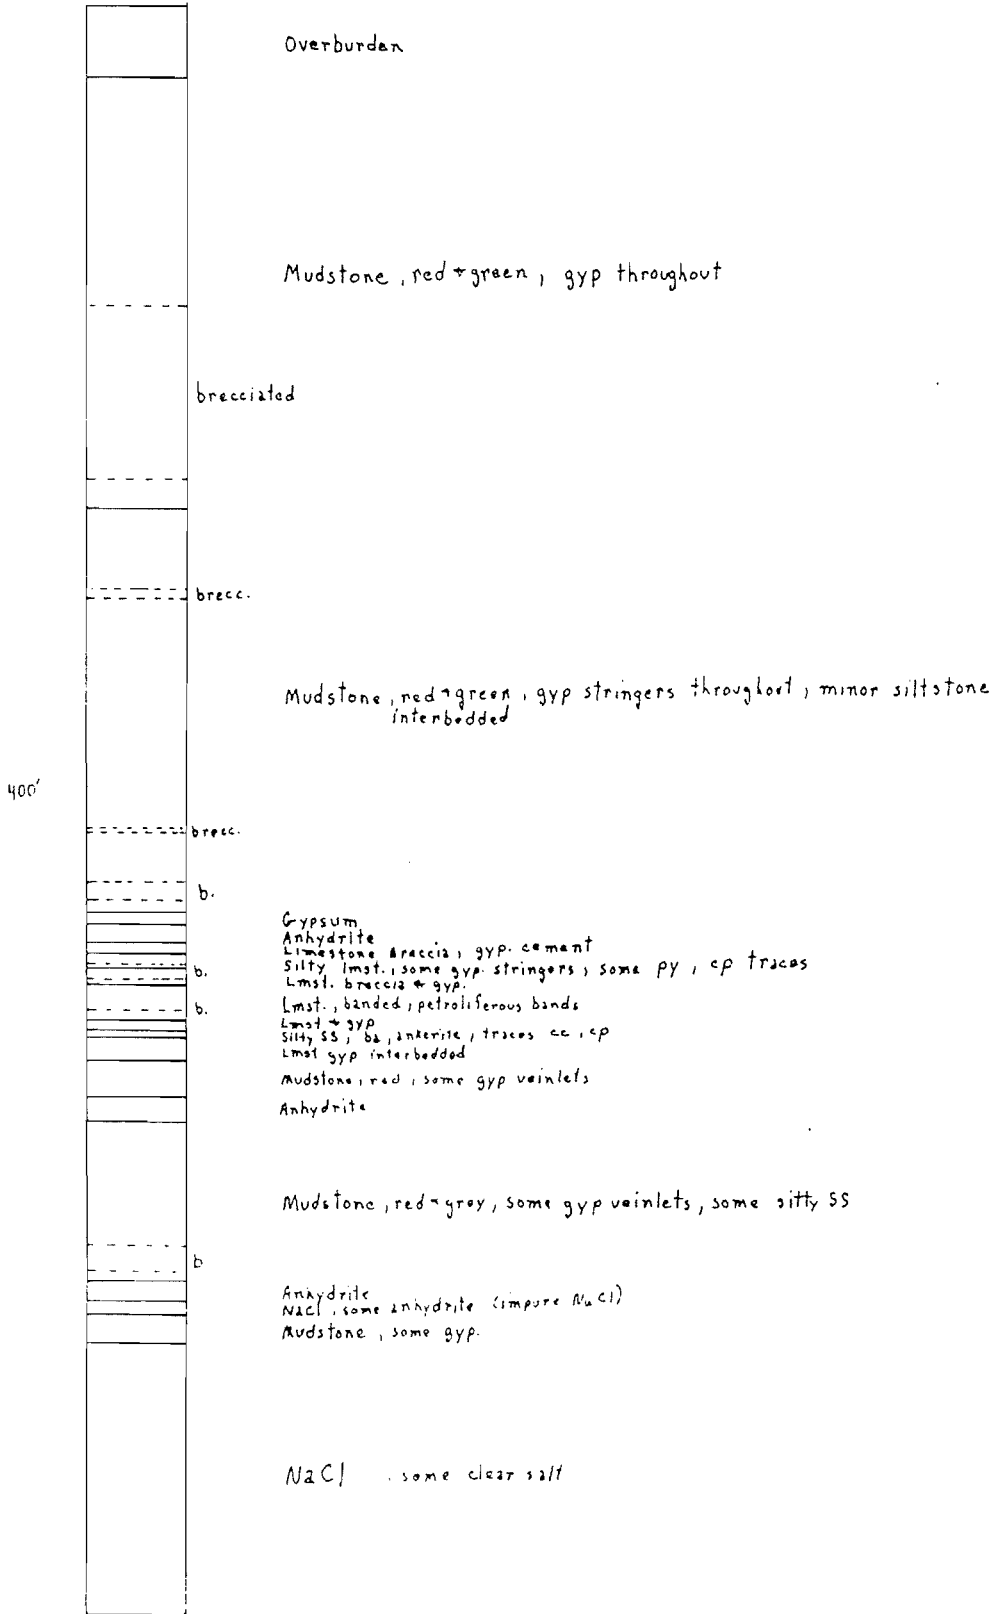 Overburden
Mudstone, red + green, gyp throughout
brecciated
brecc.
Mudstone, red + green, gyp stringers throughout, minor siltstone
interbedded
400'
brecc.
b.
Gypsum
Anhydrite
Limestone breccia, gyp. cement
Silty lmst., some gyp. stringers, some py, cp traces
b.
Lmst. breccia + gyp.
Lmst., banded, petroliferous bands
b.
Lmst + gyp
Silty SS, ba, ankerite, traces cc, cp
Lmst gyp interbedded
Mudstone, red, some gyp veinlets
Anhydrite
Mudstone, red + grey, some gyp veinlets, some silty SS
b
Anhydrite
NaCl, some anhydrite (impure NaCl)
Mudstone, some gyp.
NaCl , some clear salt